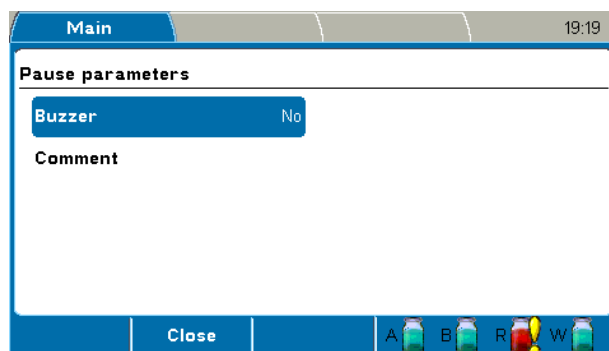 Main 19:19
Pause parameters
Buzzer No
Comment
Close A B R W